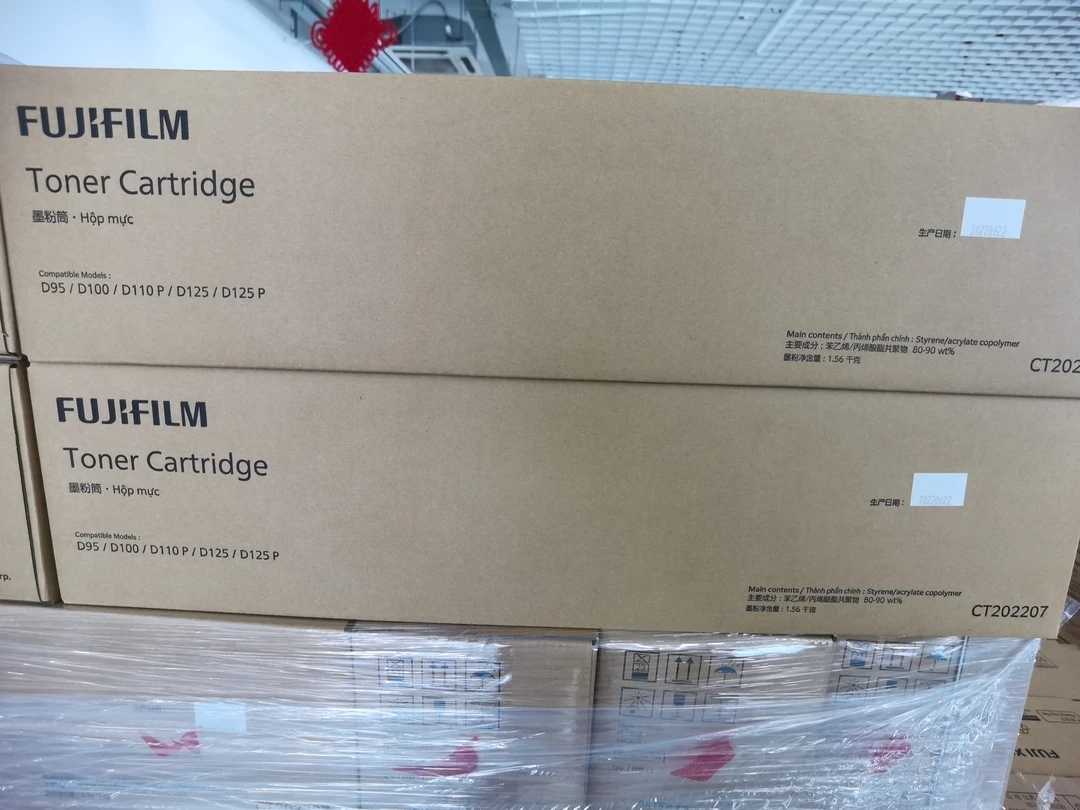 FUJIFILM
Toner Cartridge
墨粉筒・Hộp mực
Compatible Models :
D95 / D100 / D110 P / D125 / D125 P
生产日期：
20220622
Main contents / Thành phần chính : Styrene/acrylate copolymer
主要成分：苯乙烯/丙烯酸酯共聚物 80-90 wt%
墨粉净含量：1.56 千克
CT202
FUJIFILM
Toner Cartridge
墨粉筒・Hộp mực
Compatible Models :
D95 / D100 / D110 P / D125 / D125 P
生产日期：
20220622
Main contents / Thành phần chính : Styrene/acrylate copolymer
主要成分：苯乙烯/丙烯酸酯共聚物 80-90 wt%
墨粉净含量：1.56 千克
CT202207
rp.